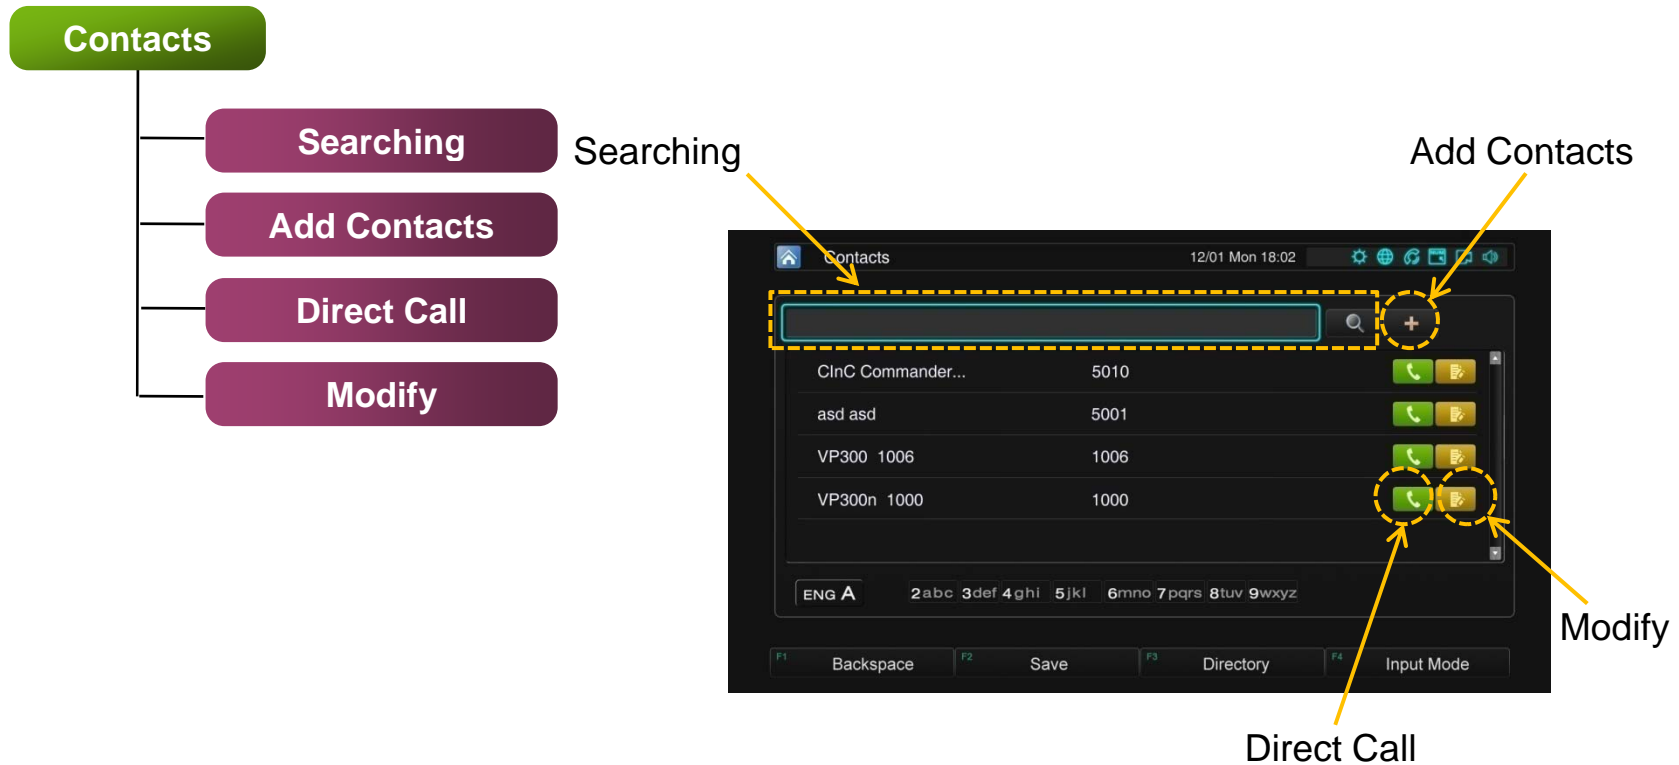 Contacts
Searching
Add Contacts
Direct Call
Modify
Searching
Add Contacts
Contacts 12/01 Mon 18:02
CInC Commander... 5010
asd asd 5001
VP300 1006 1006
VP300n 1000 1000
ENG A 2abc 3def 4ghi 5jkl 6mno 7pqrs 8tuv 9wxyz
F1 Backspace F2 Save F3 Directory F4 Input Mode
Modify
Direct Call